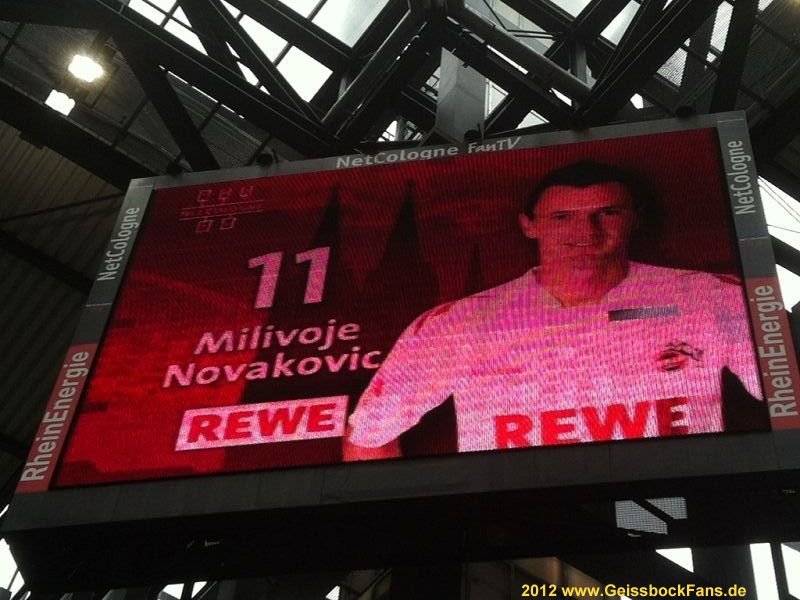 NetCologne FanTV
NetCologne
NetCologne
11
Milivoje
Novakovic
REWE
REWE
RheinEnergie
RheinEnergie
2012 www.GeissbockFans.de